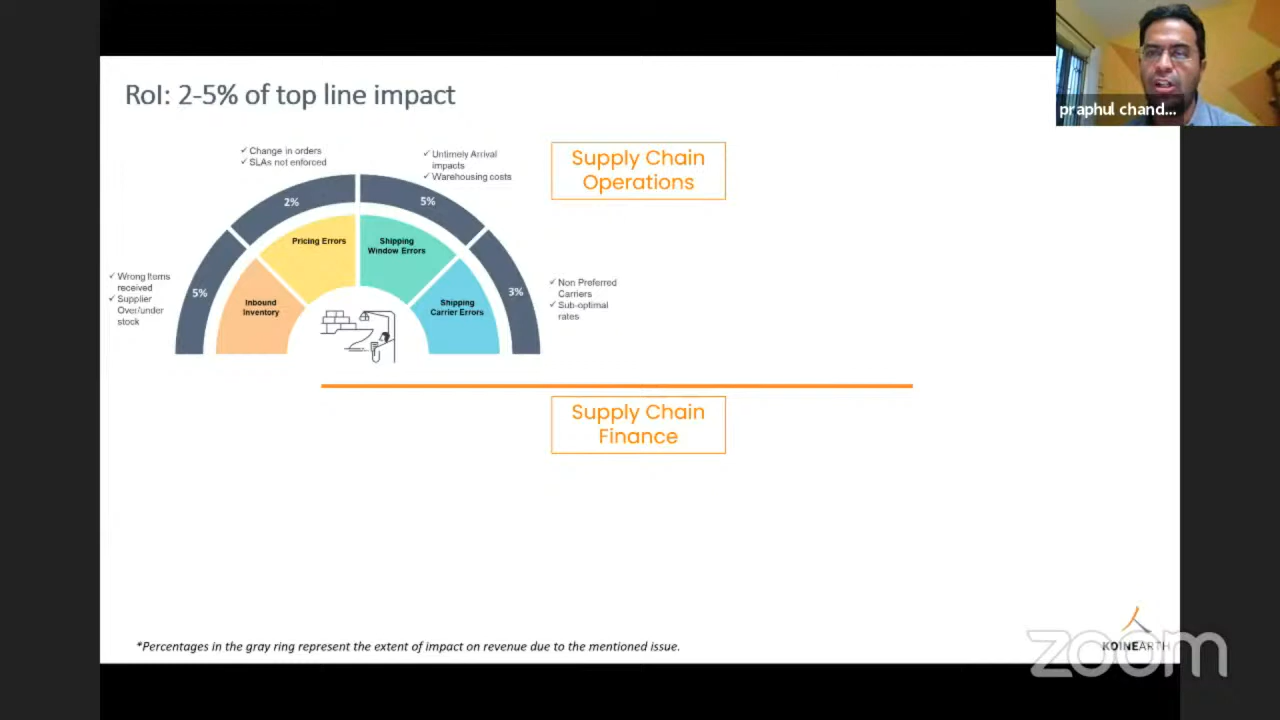 praphul chand...
RoI: 2-5% of top line impact
✓ Change in orders
✓ SLAs not enforced
✓ Untimely Arrival
impacts
✓ Warehousing costs
Supply Chain
Operations
2%
5%
Pricing Errors
Shipping
Window Errors
✓ Wrong Items
received
✓ Supplier
Over/under
stock
5%
Inbound
Inventory
Shipping
Carrier Errors
3%
✓ Non Preferred
Carriers
✓ Sub-optimal
rates
Supply Chain
Finance
*Percentages in the gray ring represent the extent of impact on revenue due to the mentioned issue.
KOINEARTH
zoom